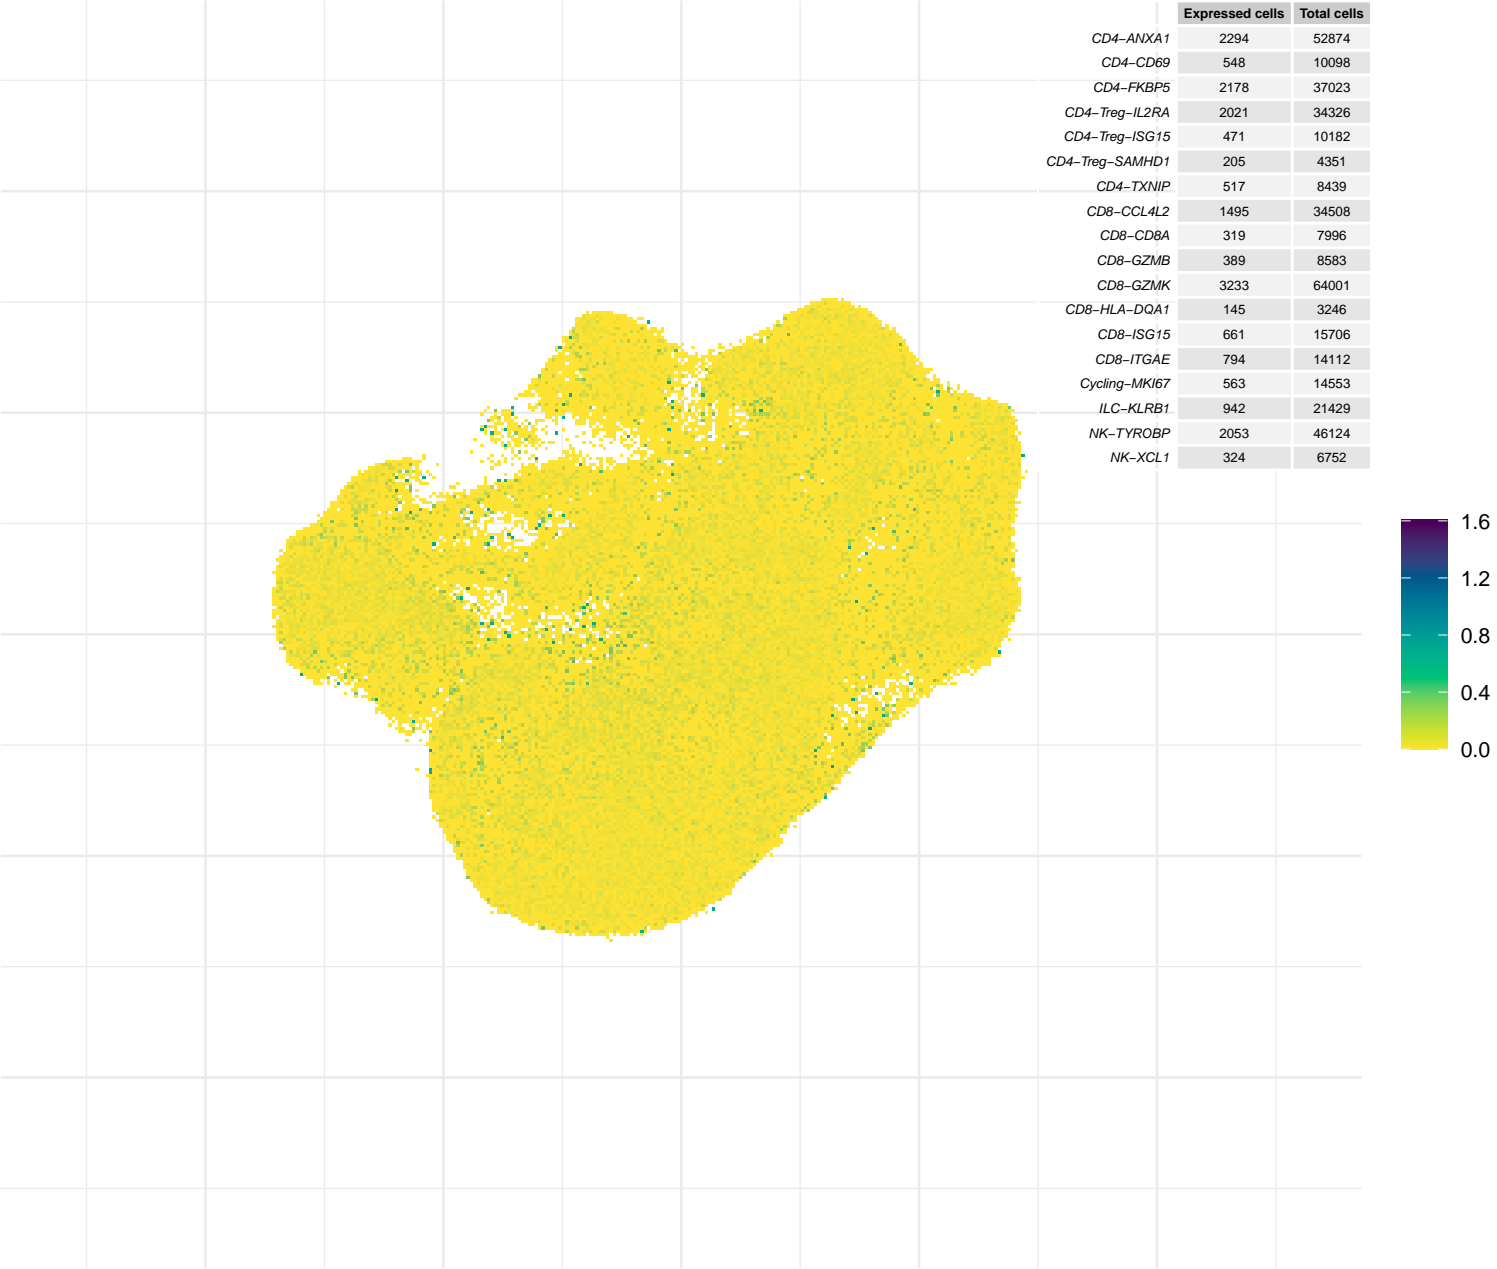 Expressed cells Total cells
CD4−ANXA1 2294 52874
CD4−CD69 548 10098
CD4−FKBP5 2178 37023
CD4−Treg−IL2RA 2021 34326
CD4−Treg−ISG15 471 10182
CD4−Treg−SAMHD1 205 4351
CD4−TXNIP 517 8439
CD8−CCL4L2 1495 34508
CD8−CD8A 319 7996
CD8−GZMB 389 8583
CD8−GZMK 3233 64001
CD8−HLA−DQA1 145 3246
CD8−ISG15 661 15706
CD8−ITGAE 794 14112
Cycling−MKI67 563 14553
ILC−KLRB1 942 21429
NK−TYROBP 2053 46124
NK−XCL1 324 6752
1.6
1.2
0.8
0.4
0.0